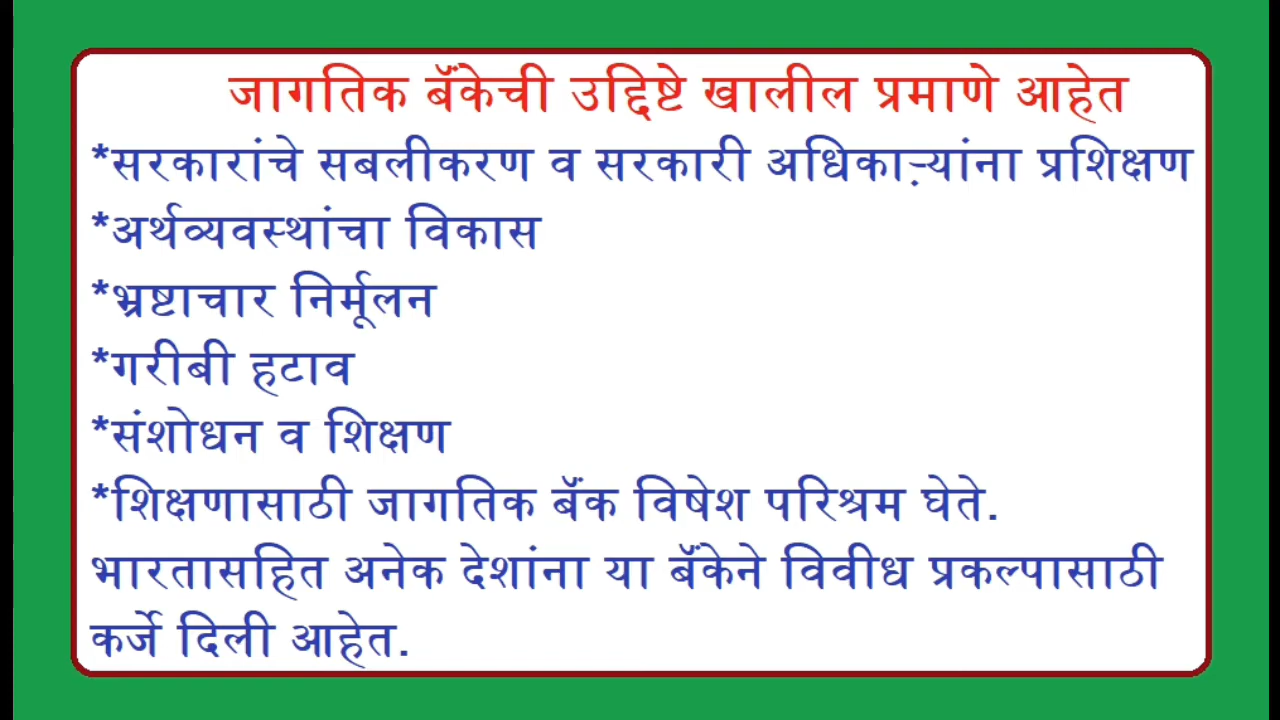 जागतिक बँकेची उद्दिष्टे खालील प्रमाणे आहेत
*सरकारांचे सबलीकरण व सरकारी अधिकाऱ्यांना प्रशिक्षण
*अर्थव्यवस्थांचा विकास
*भ्रष्टाचार निर्मूलन
*गरीबी हटाव
*संशोधन व शिक्षण
*शिक्षणासाठी जागतिक बॅंक विषेश परिश्रम घेते.
भारतासहित अनेक देशांना या बॅंकेने विवीध प्रकल्पासाठी
कर्जे दिली आहेत.